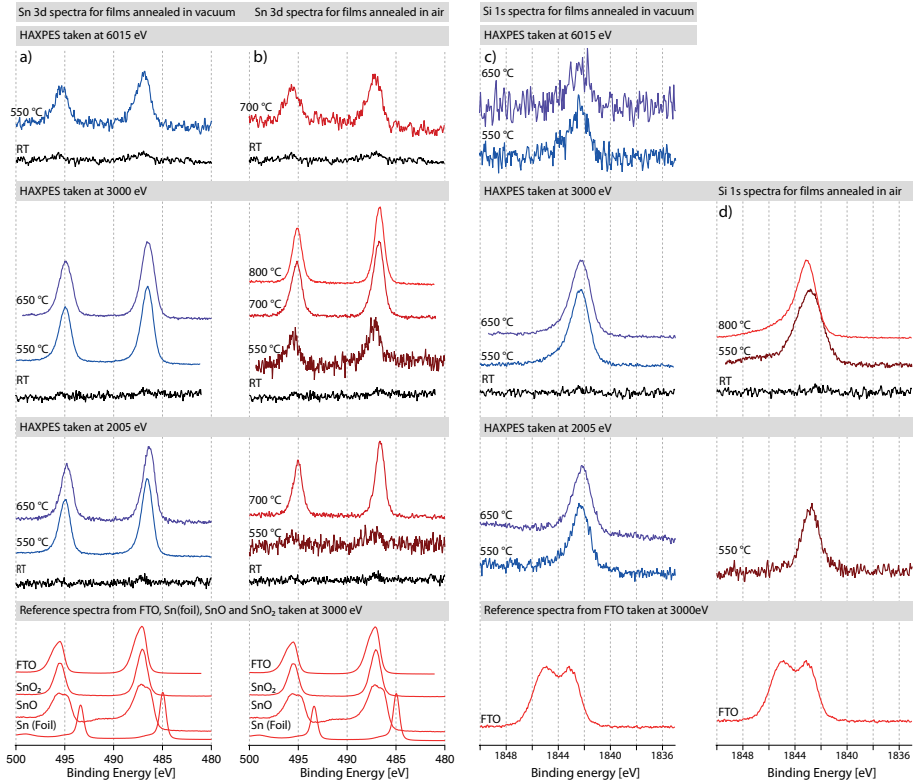 Sn 3d spectra for films annealed in vacuum
Sn 3d spectra for films annealed in air
HAXPES taken at 6015 eV
a)
b)
550 °C
700 °C
RT
RT
HAXPES taken at 3000 eV
650 °C
550 °C
RT
800 °C
700 °C
550 °C
RT
HAXPES taken at 2005 eV
650 °C
550 °C
RT
700 °C
550 °C
RT
Reference spectra from FTO, Sn(foil), SnO and SnO₂ taken at 3000 eV
FTO
SnO₂
SnO
Sn (Foil)
FTO
SnO₂
SnO
Sn (Foil)
500 495 490 485 480
500 495 490 485 480
Binding Energy [eV]
Binding Energy [eV]
Si 1s spectra for films annealed in vacuum
HAXPES taken at 6015 eV
c)
650 °C
550 °C
HAXPES taken at 3000 eV
Si 1s spectra for films annealed in air
d)
650 °C
550 °C
RT
800 °C
550 °C
RT
HAXPES taken at 2005 eV
650 °C
550 °C
550 °C
Reference spectra from FTO taken at 3000eV
FTO
FTO
1848 1844 1840 1836
1848 1844 1840 1836
Binding energy [eV]
Binding Energy [eV]